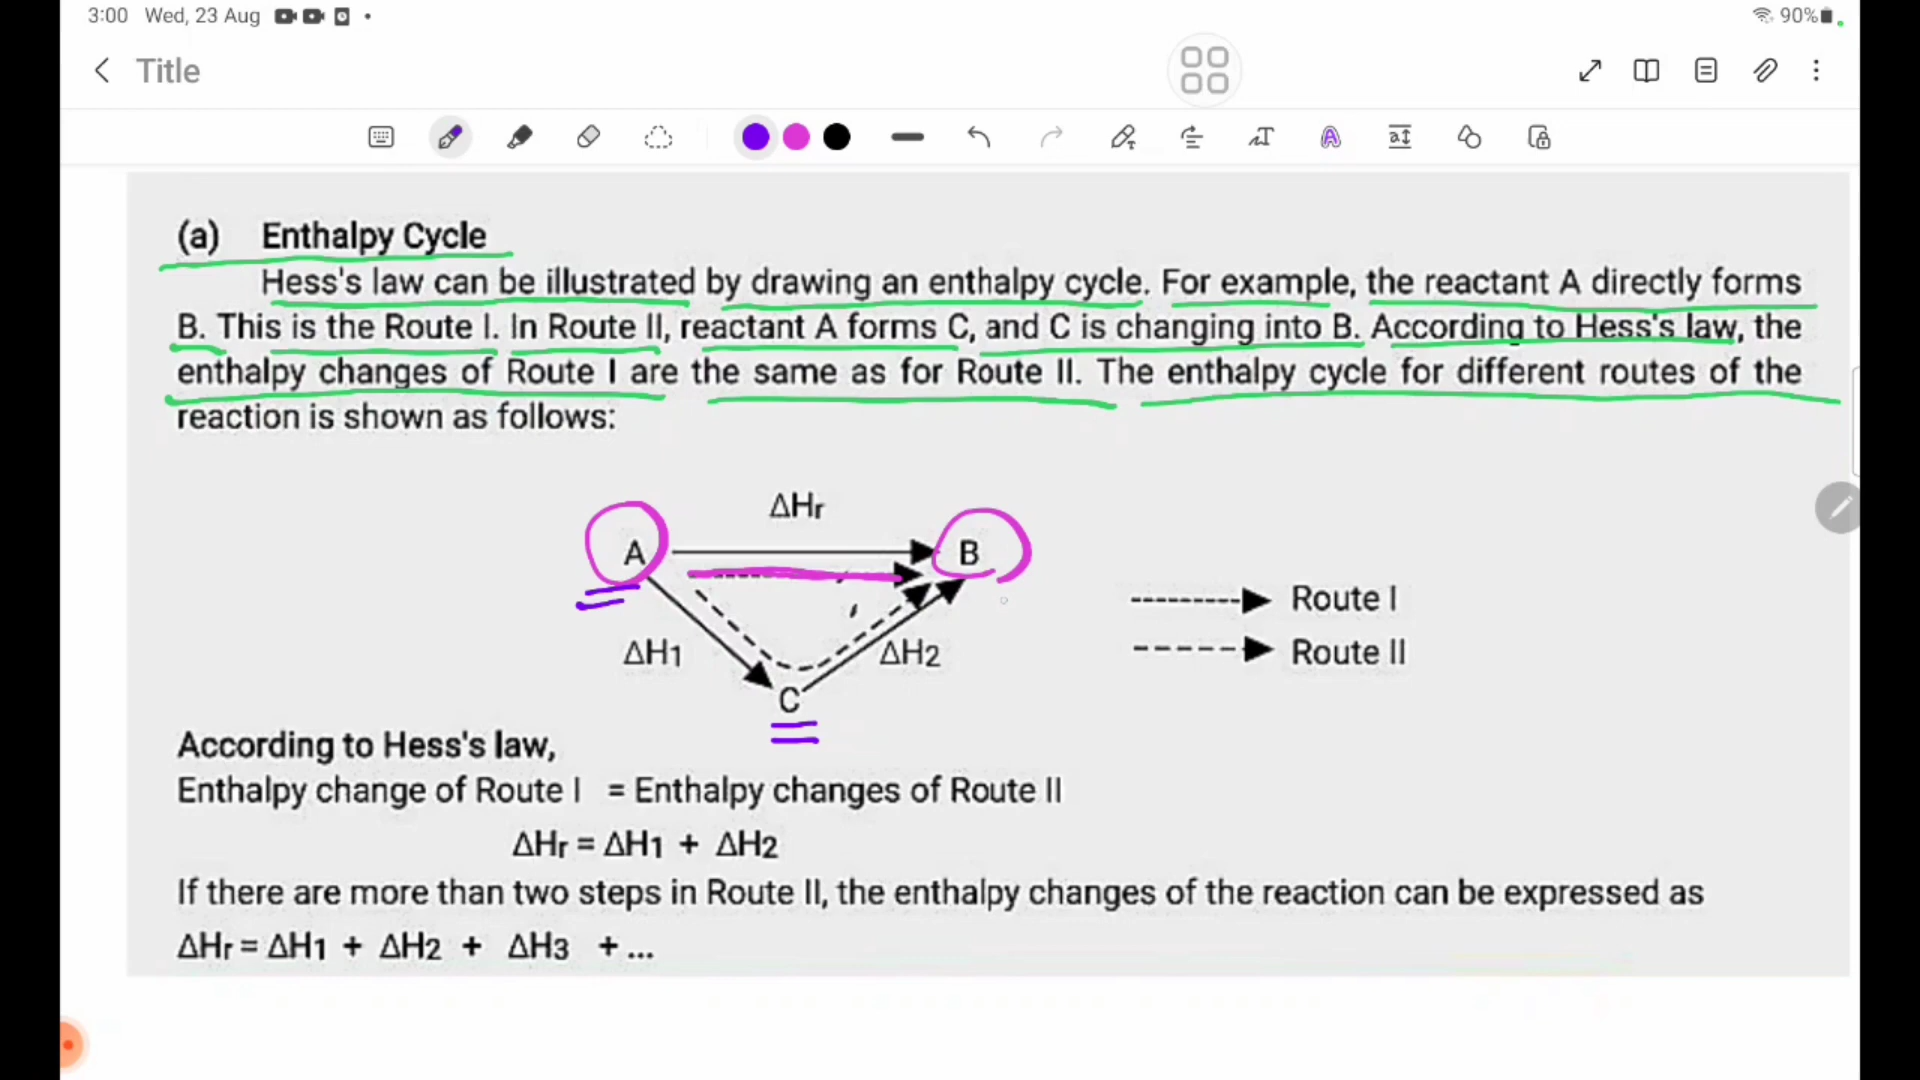 3:00 Wed, 23 Aug
90%
Title
(a) Enthalpy Cycle
Hess's law can be illustrated by drawing an enthalpy cycle. For example, the reactant A directly forms
B. This is the Route I. In Route II, reactant A forms C, and C is changing into B. According to Hess's law, the
enthalpy changes of Route I are the same as for Route II. The enthalpy cycle for different routes of the
reaction is shown as follows:
ΔHr
A
B
Route I
ΔH1
ΔH2
Route II
C
According to Hess's law,
Enthalpy change of Route I = Enthalpy changes of Route II
ΔHr = ΔH1 + ΔH2
If there are more than two steps in Route II, the enthalpy changes of the reaction can be expressed as
ΔHr = ΔH1 + ΔH2 + ΔH3 + ...